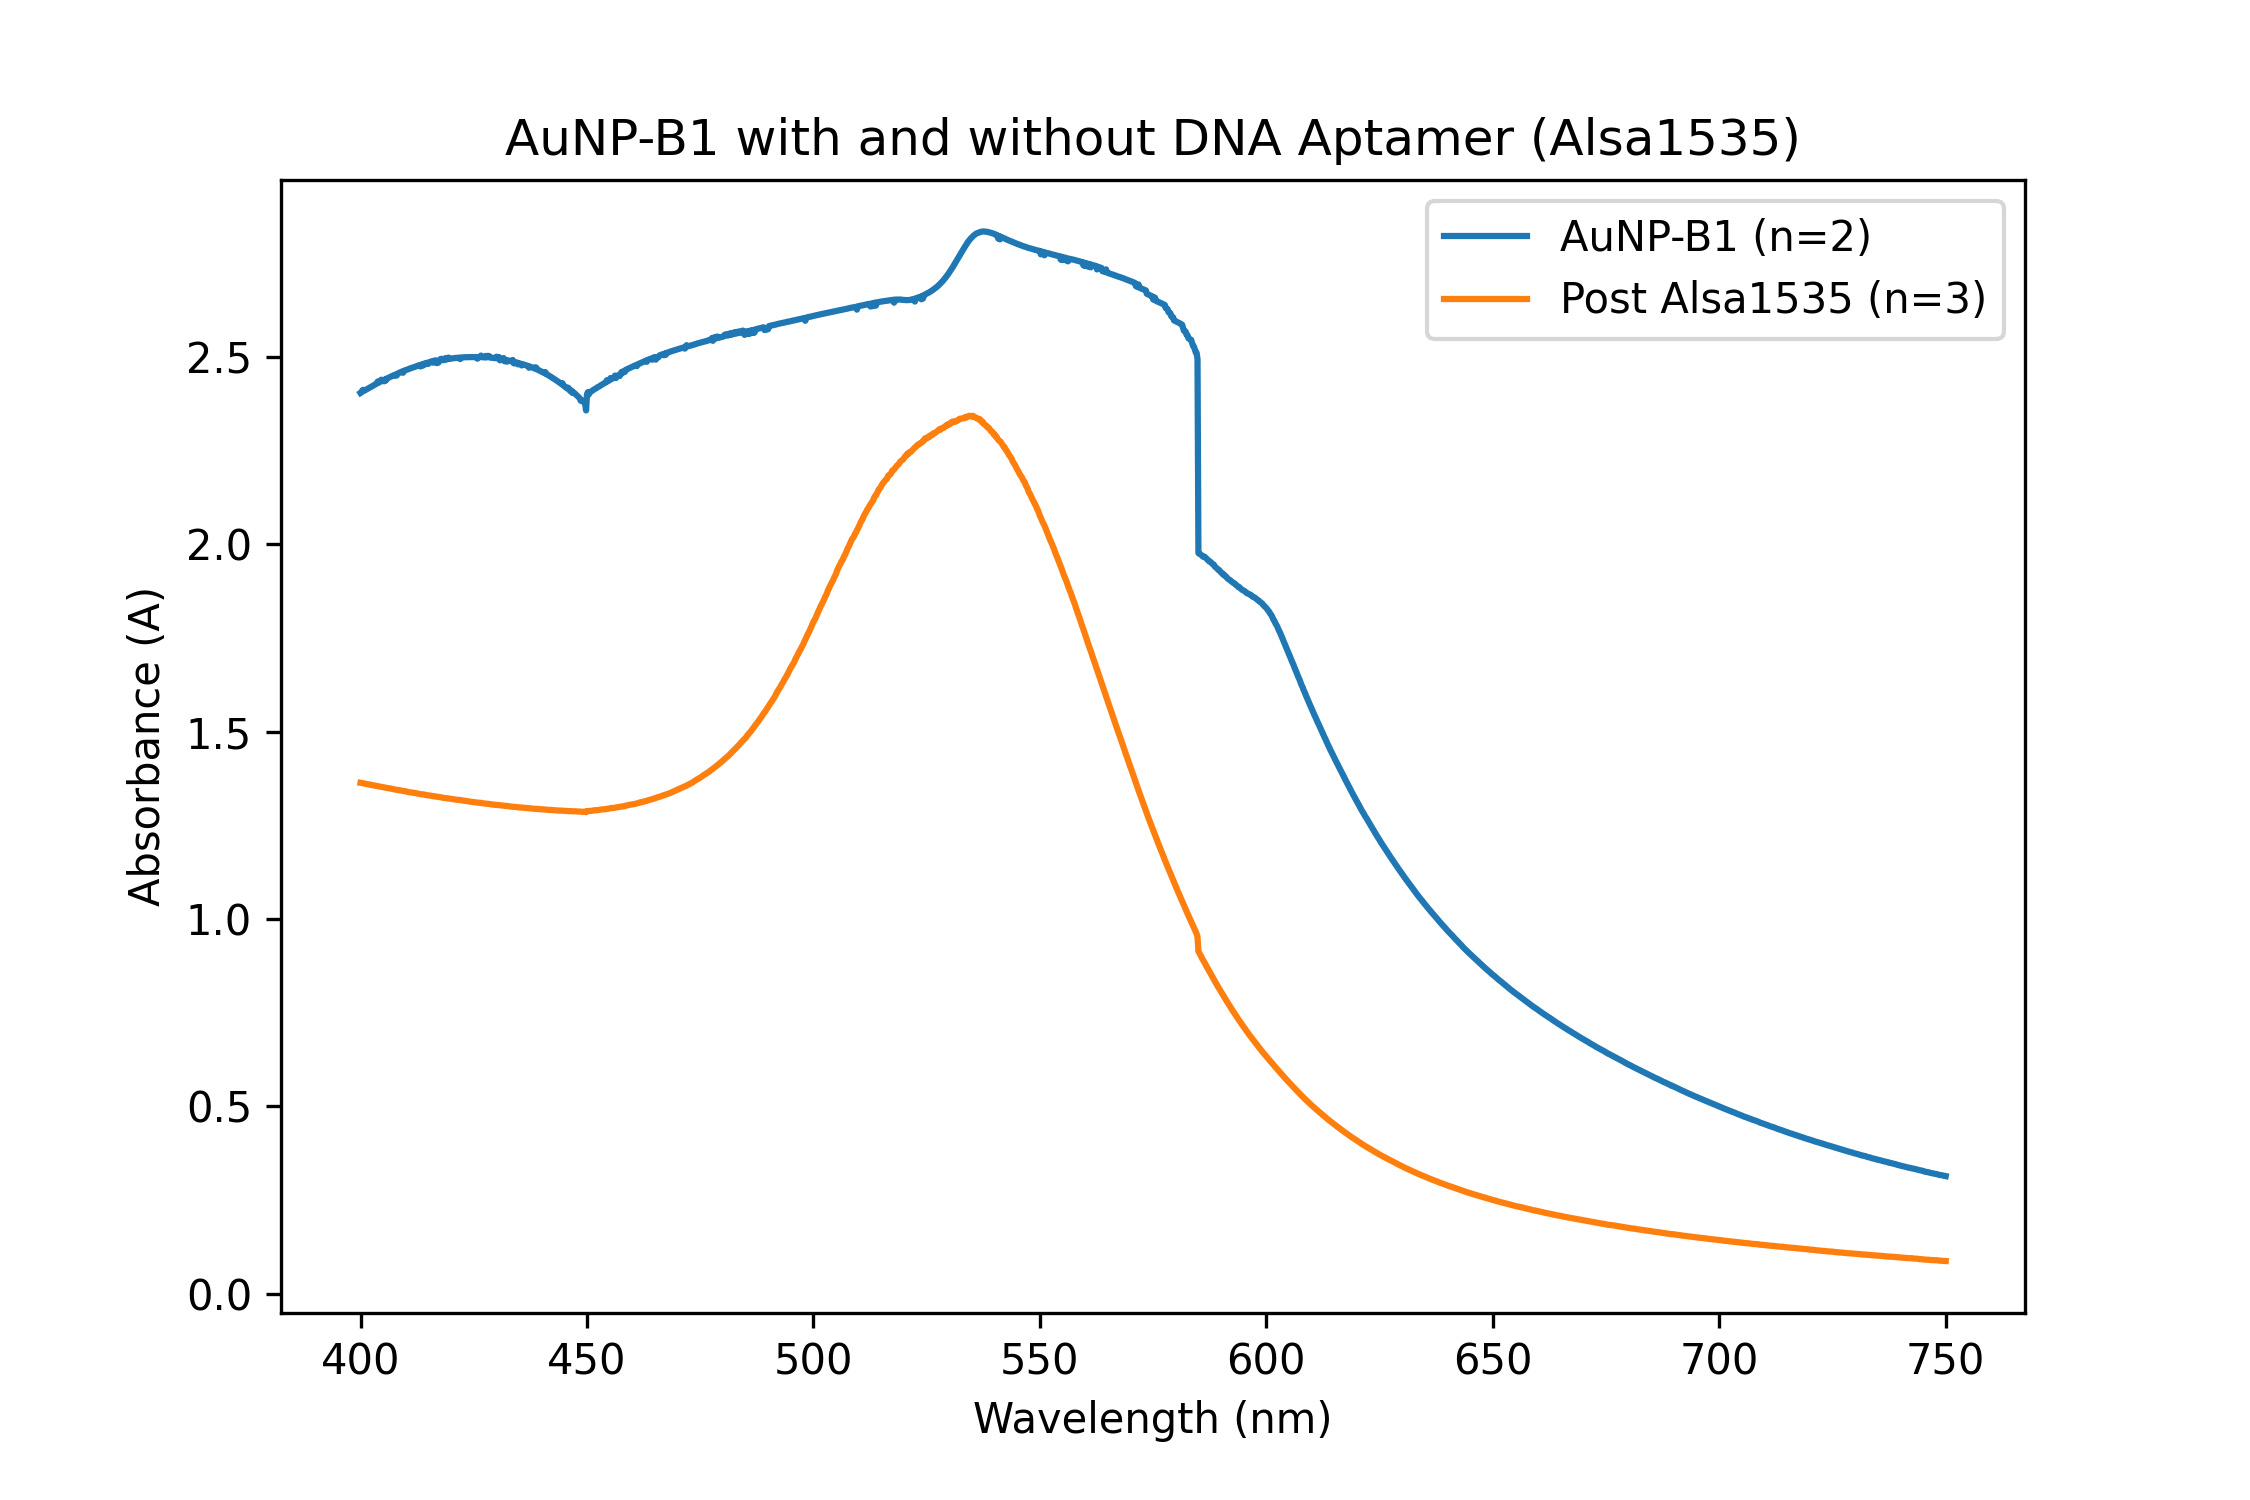 AuNP-B1 with and without DNA Aptamer (Alsa1535)
AuNP-B1 (n=2)
Post Alsa1535 (n=3)
Absorbance (A)
2.5
2.0
1.5
1.0
0.5
0.0
400 450 500 550 600 650 700 750
Wavelength (nm)